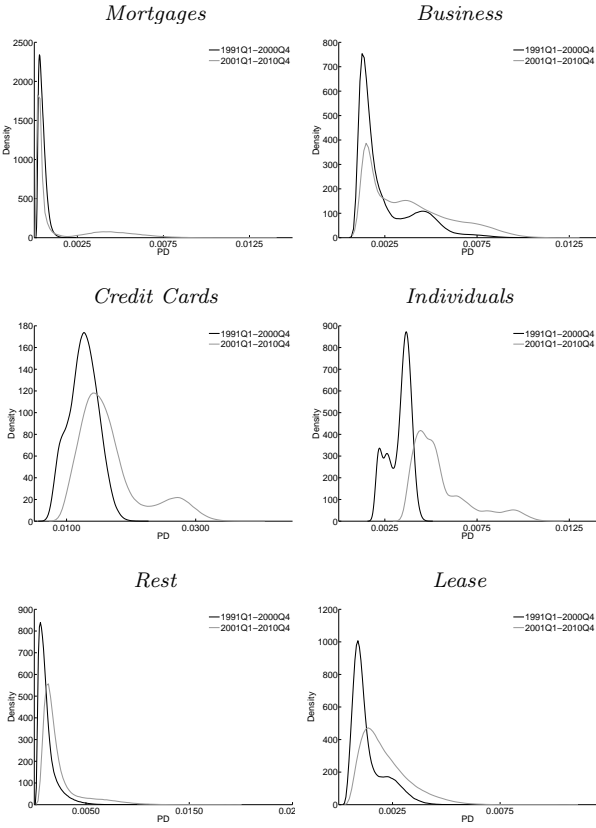 Mortgages
2500
2000
1500
1000
500
0
Density
0.0025 0.0075 0.0125
PD
1991Q1−2000Q4
2001Q1−2010Q4
Business
800
700
600
500
400
300
200
100
0
Density
0.0025 0.0075 0.0125
PD
1991Q1−2000Q4
2001Q1−2010Q4
Credit Cards
180
160
140
120
100
80
60
40
20
0
Density
0.0100 0.0300
PD
1991Q1−2000Q4
2001Q1−2010Q4
Individuals
900
800
700
600
500
400
300
200
100
0
Density
0.0025 0.0075 0.0125
PD
1991Q1−2000Q4
2001Q1−2010Q4
Rest
900
800
700
600
500
400
300
200
100
0
Density
0.0050 0.0150 0.02
PD
1991Q1−2000Q4
2001Q1−2010Q4
Lease
1200
1000
800
600
400
200
0
Density
0.0025 0.0075
PD
1991Q1−2000Q4
2001Q1−2010Q4